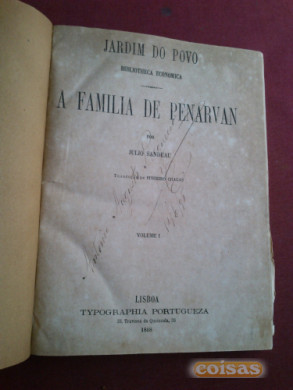 JARDIM DO POVO
BIBLIOTHECA ECONOMICA
A FAMILIA DE PENARVAN
POR
JULIO SANDEAU
VOLUME I
LISBOA
TYPOGRAPHIA PORTUGUEZA
coisas